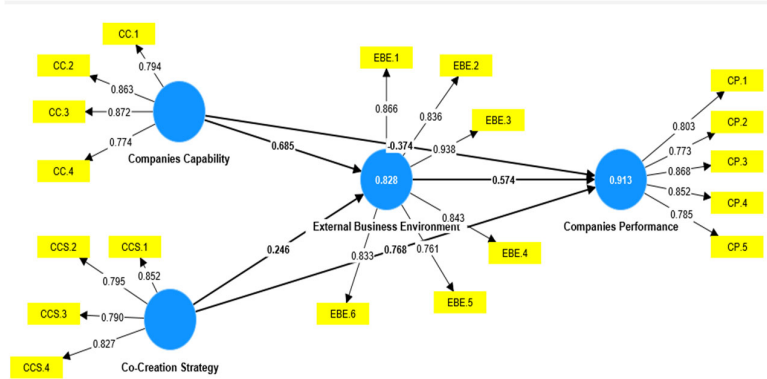 CC.1
CC.2
0.794
0.863
CC.3
0.872
0.774
CC.4
Companies Capability
EBE.1
EBE.2
0.866
0.836
EBE.3
0.938
-0.374
0.685
0.828
External Business Environment
0.574
0.843
EBE.4
0.833
0.761
EBE.5
EBE.6
0.246
0.768
CP.1
0.803
CP.2
0.773
CP.3
0.868
0.913
0.852
CP.4
0.785
CP.5
Companies Performance
CCS.2
CCS.1
0.795
0.852
CCS.3
0.790
0.827
CCS.4
Co-Creation Strategy